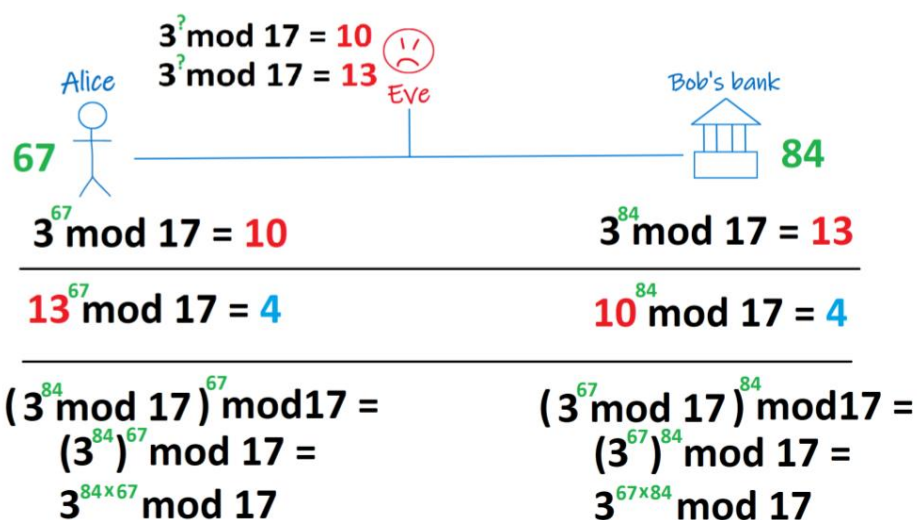 3^? mod 17 = 10
3^? mod 17 = 13
Alice
Eve
Bob's bank
67
84
3^67 mod 17 = 10
3^84 mod 17 = 13
13^67 mod 17 = 4
10^84 mod 17 = 4
(3^84 mod 17)^67 mod17 =
(3^84)^67 mod 17 =
3^84×67 mod 17
(3^67 mod 17)^84 mod17 =
(3^67)^84 mod 17 =
3^67×84 mod 17